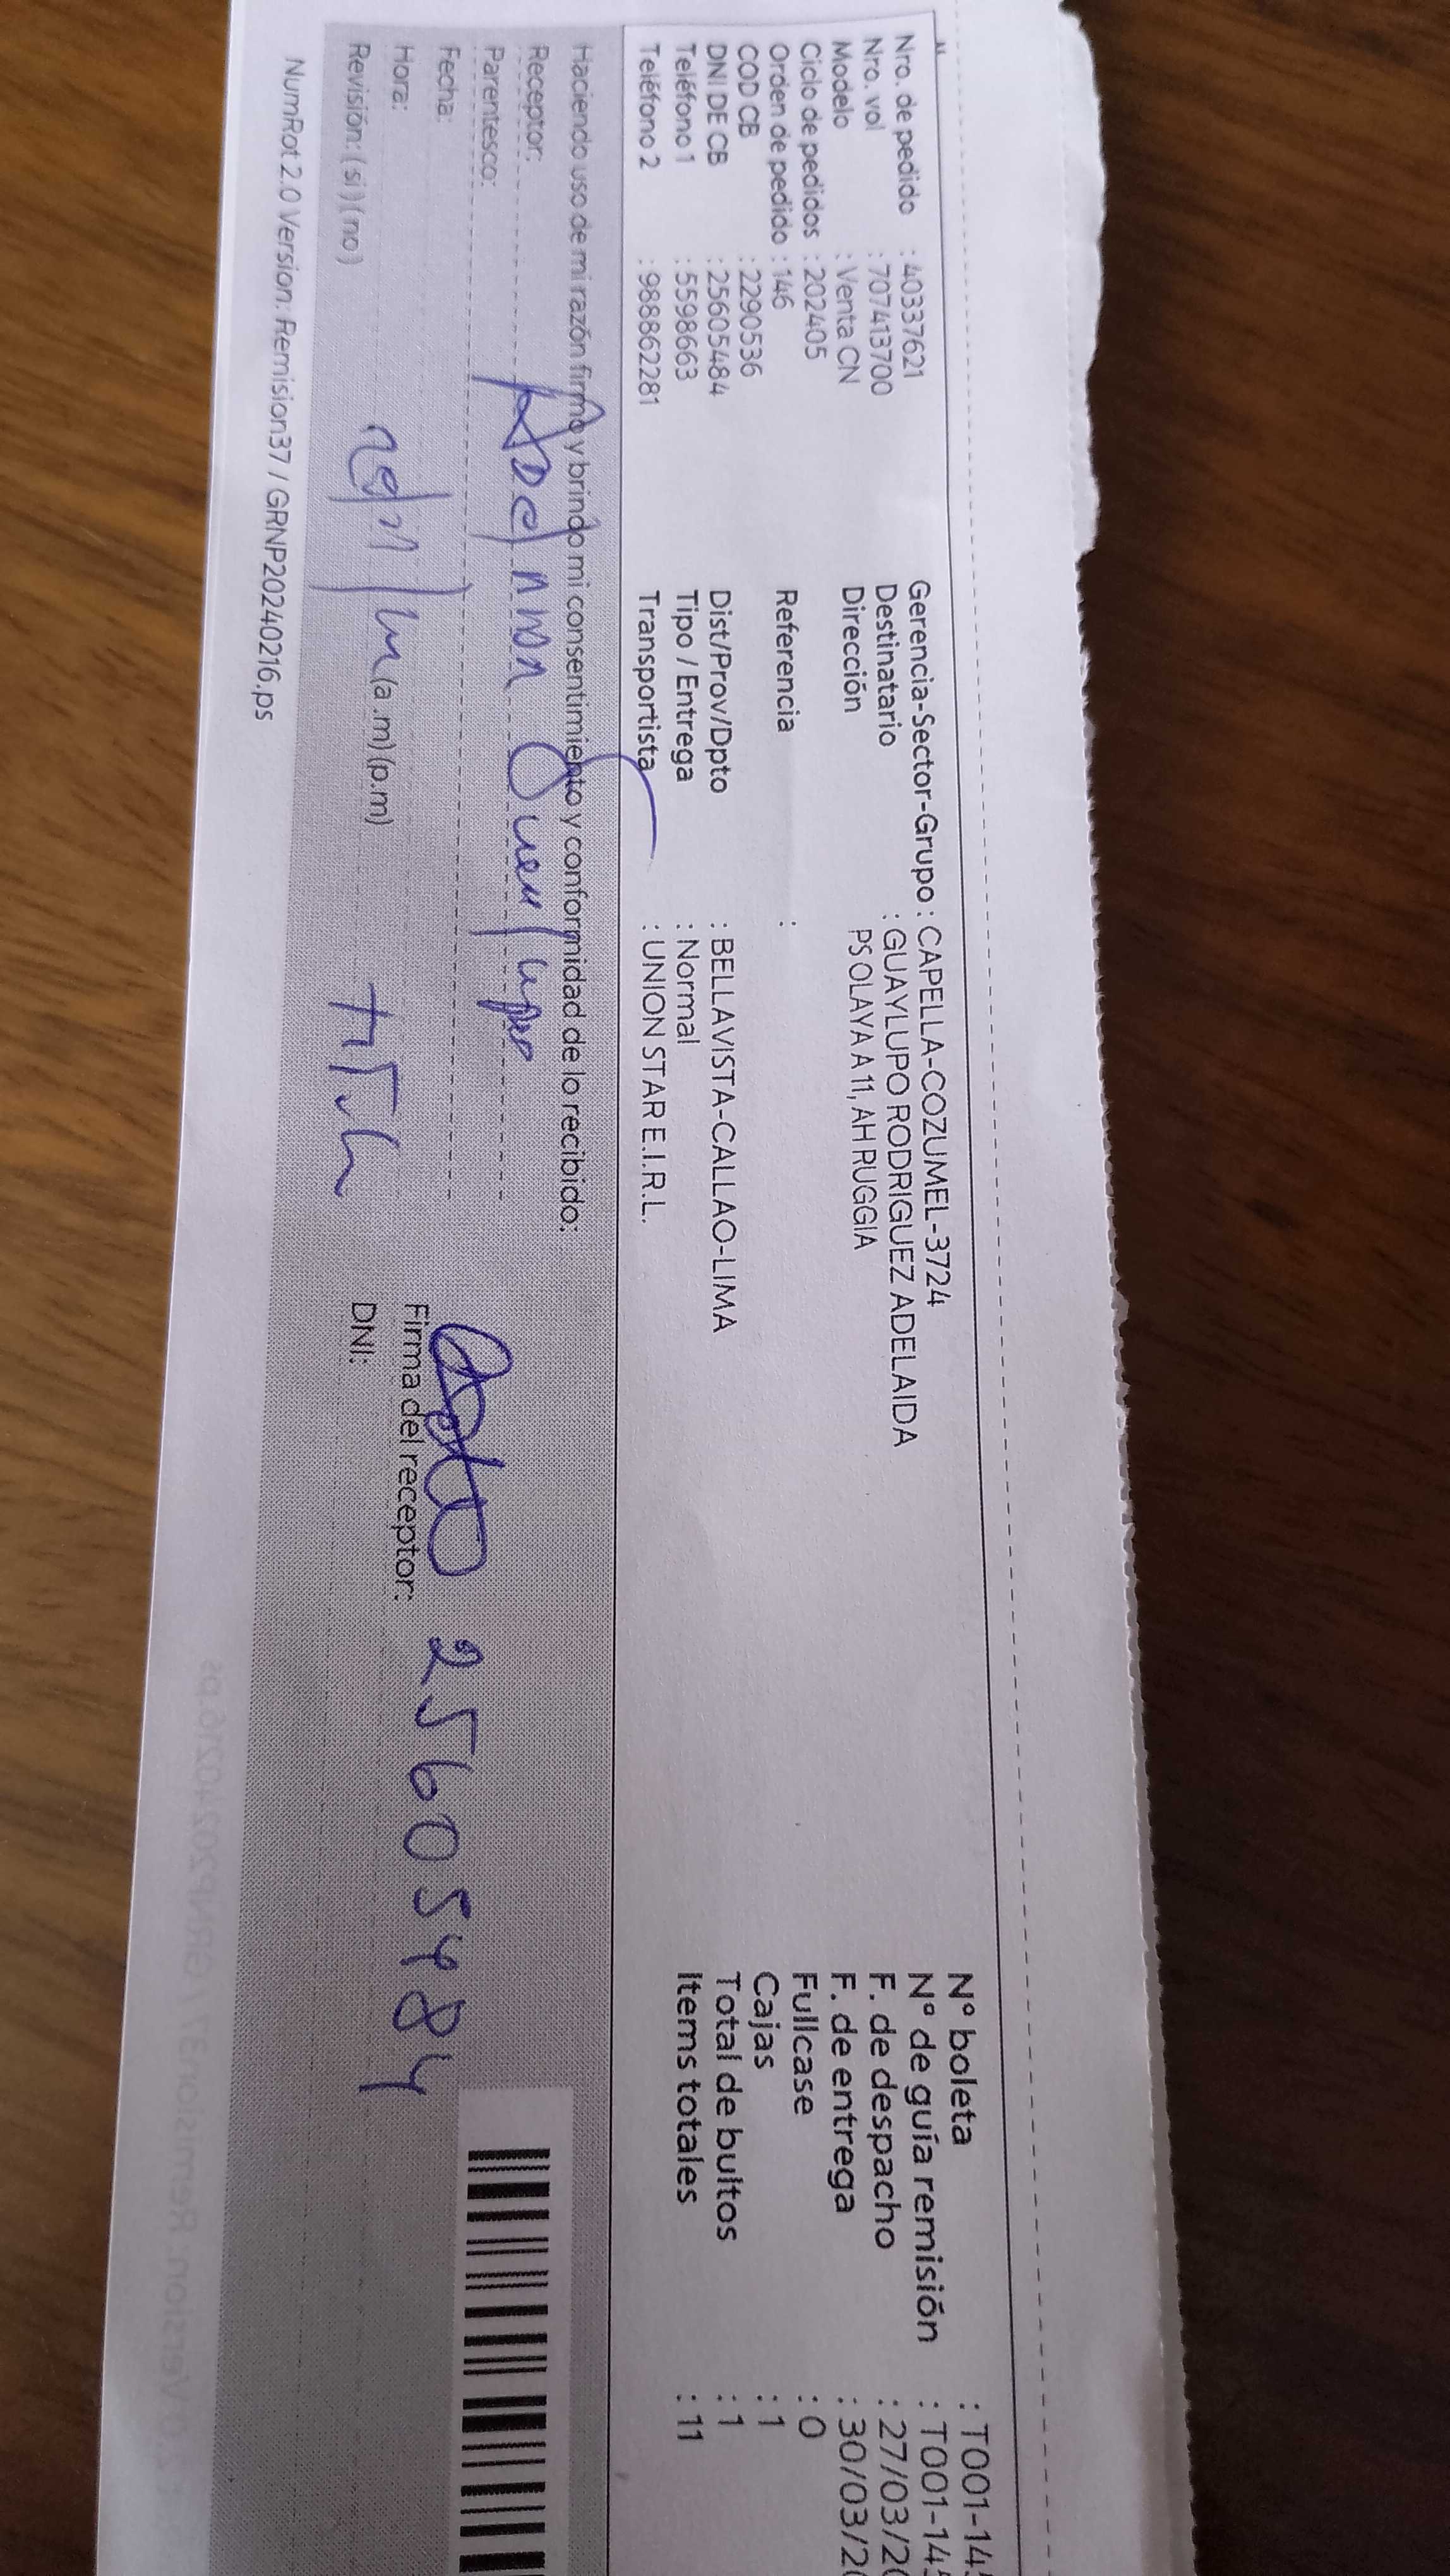 Nro. de pedido : 40337621
Nro. vol : 707413700
Modelo : Venta CN
Ciclo de pedidos : 202405
Orden de pedido : 146
COD CB : 2290536
DNI DE CB : 25605484
Teléfono 1 : 5598663
Teléfono 2 : 988862281
Gerencia-Sector-Grupo : CAPELLA-COZUMEL-3724
Destinatario : GUAYLUPO RODRIGUEZ ADELAIDA
Dirección PS OLAYA A 11, AH RUGGIA
Referencia :
Dist/Prov/Dpto : BELLAVISTA-CALLAO-LIMA
Tipo / Entrega : Normal
Transportista : UNION STAR E.I.R.L.
N° boleta : T001-14
N° de guía remisión : T001-145
F. de despacho : 27/03/20
F. de entrega : 30/03/20
Fullcase : 0
Cajas : 1
Total de bultos : 1
Items totales : 11
Haciendo uso de mi razón firmo y brindo mi consentimiento y conformidad de lo recibido:
Receptor:
Parentesco:
Fecha:
Hora: (a.m) (p.m)
Revisión: ( si ) ( no )
Firma del receptor:
DNI: 25605484
NumRot 2.0 Version: Remision37 / GRNP20240216.ps